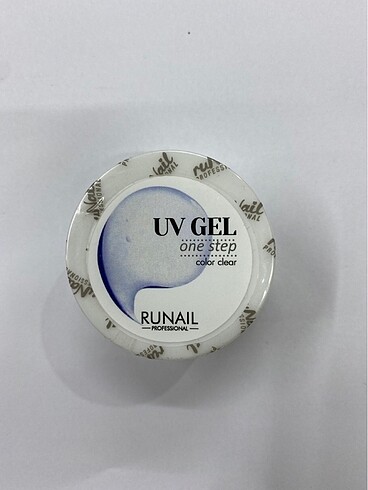 UV GEL
one step
color clear
RUNAIL
PROFESSIONAL